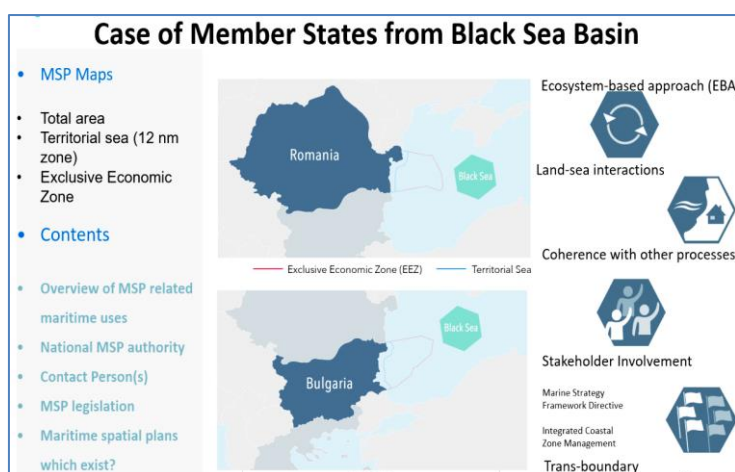 Case of Member States from Black Sea Basin
• MSP Maps
• Total area
• Territorial sea (12 nm
zone)
• Exclusive Economic
Zone
• Contents
• Overview of MSP related
maritime uses
• National MSP authority
• Contact Person(s)
• MSP legislation
• Maritime spatial plans
which exist?
Romania
Black Sea
Exclusive Economic Zone (EEZ)
Territorial Sea
Bulgaria
Black Sea
Ecosystem-based approach (EBA
Land-sea interactions
Coherence with other processes
Stakeholder Involvement
Marine Strategy
Framework Directive
Integrated Coastal
Zone Management
Trans-boundary